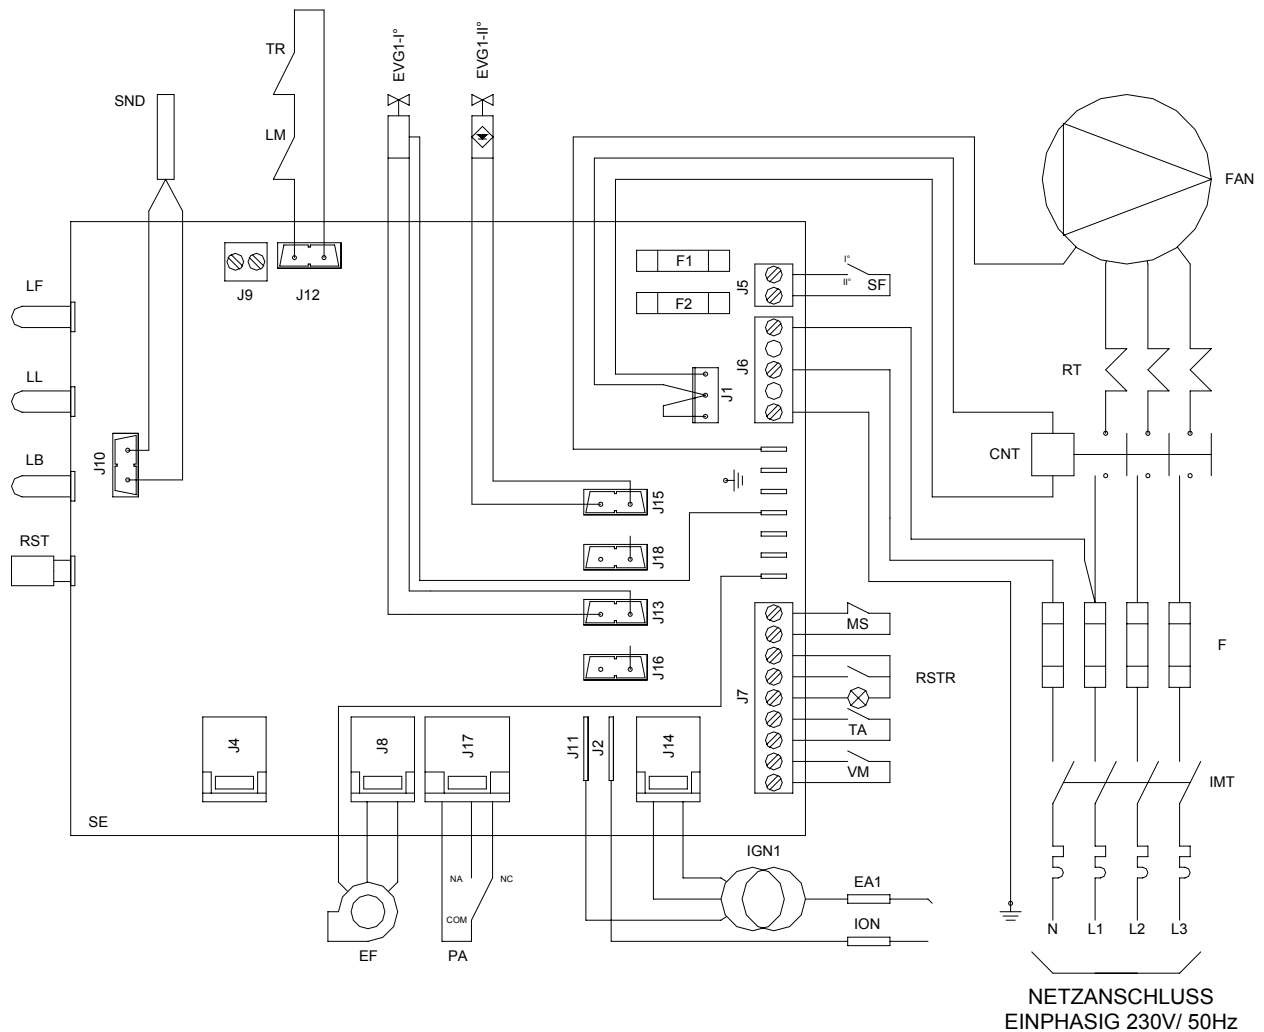 TR
EVG1-I°
EVG1-II°
SND
LM
FAN
F1
I°
II°
SF
J5
J9
J12
LF
F2
RT
J6
J1
LL
CNT
LB
J10
J15
RST
J18
J13
MS
J16
F
RSTR
J7
TA
J4
J8
J17
J11
J2
J14
VM
IMT
SE
IGN1
NA
NC
EA1
COM
ION
EF
PA
N
L1
L2
L3
NETZANSCHLUSS
EINPHASIG 230V/ 50Hz